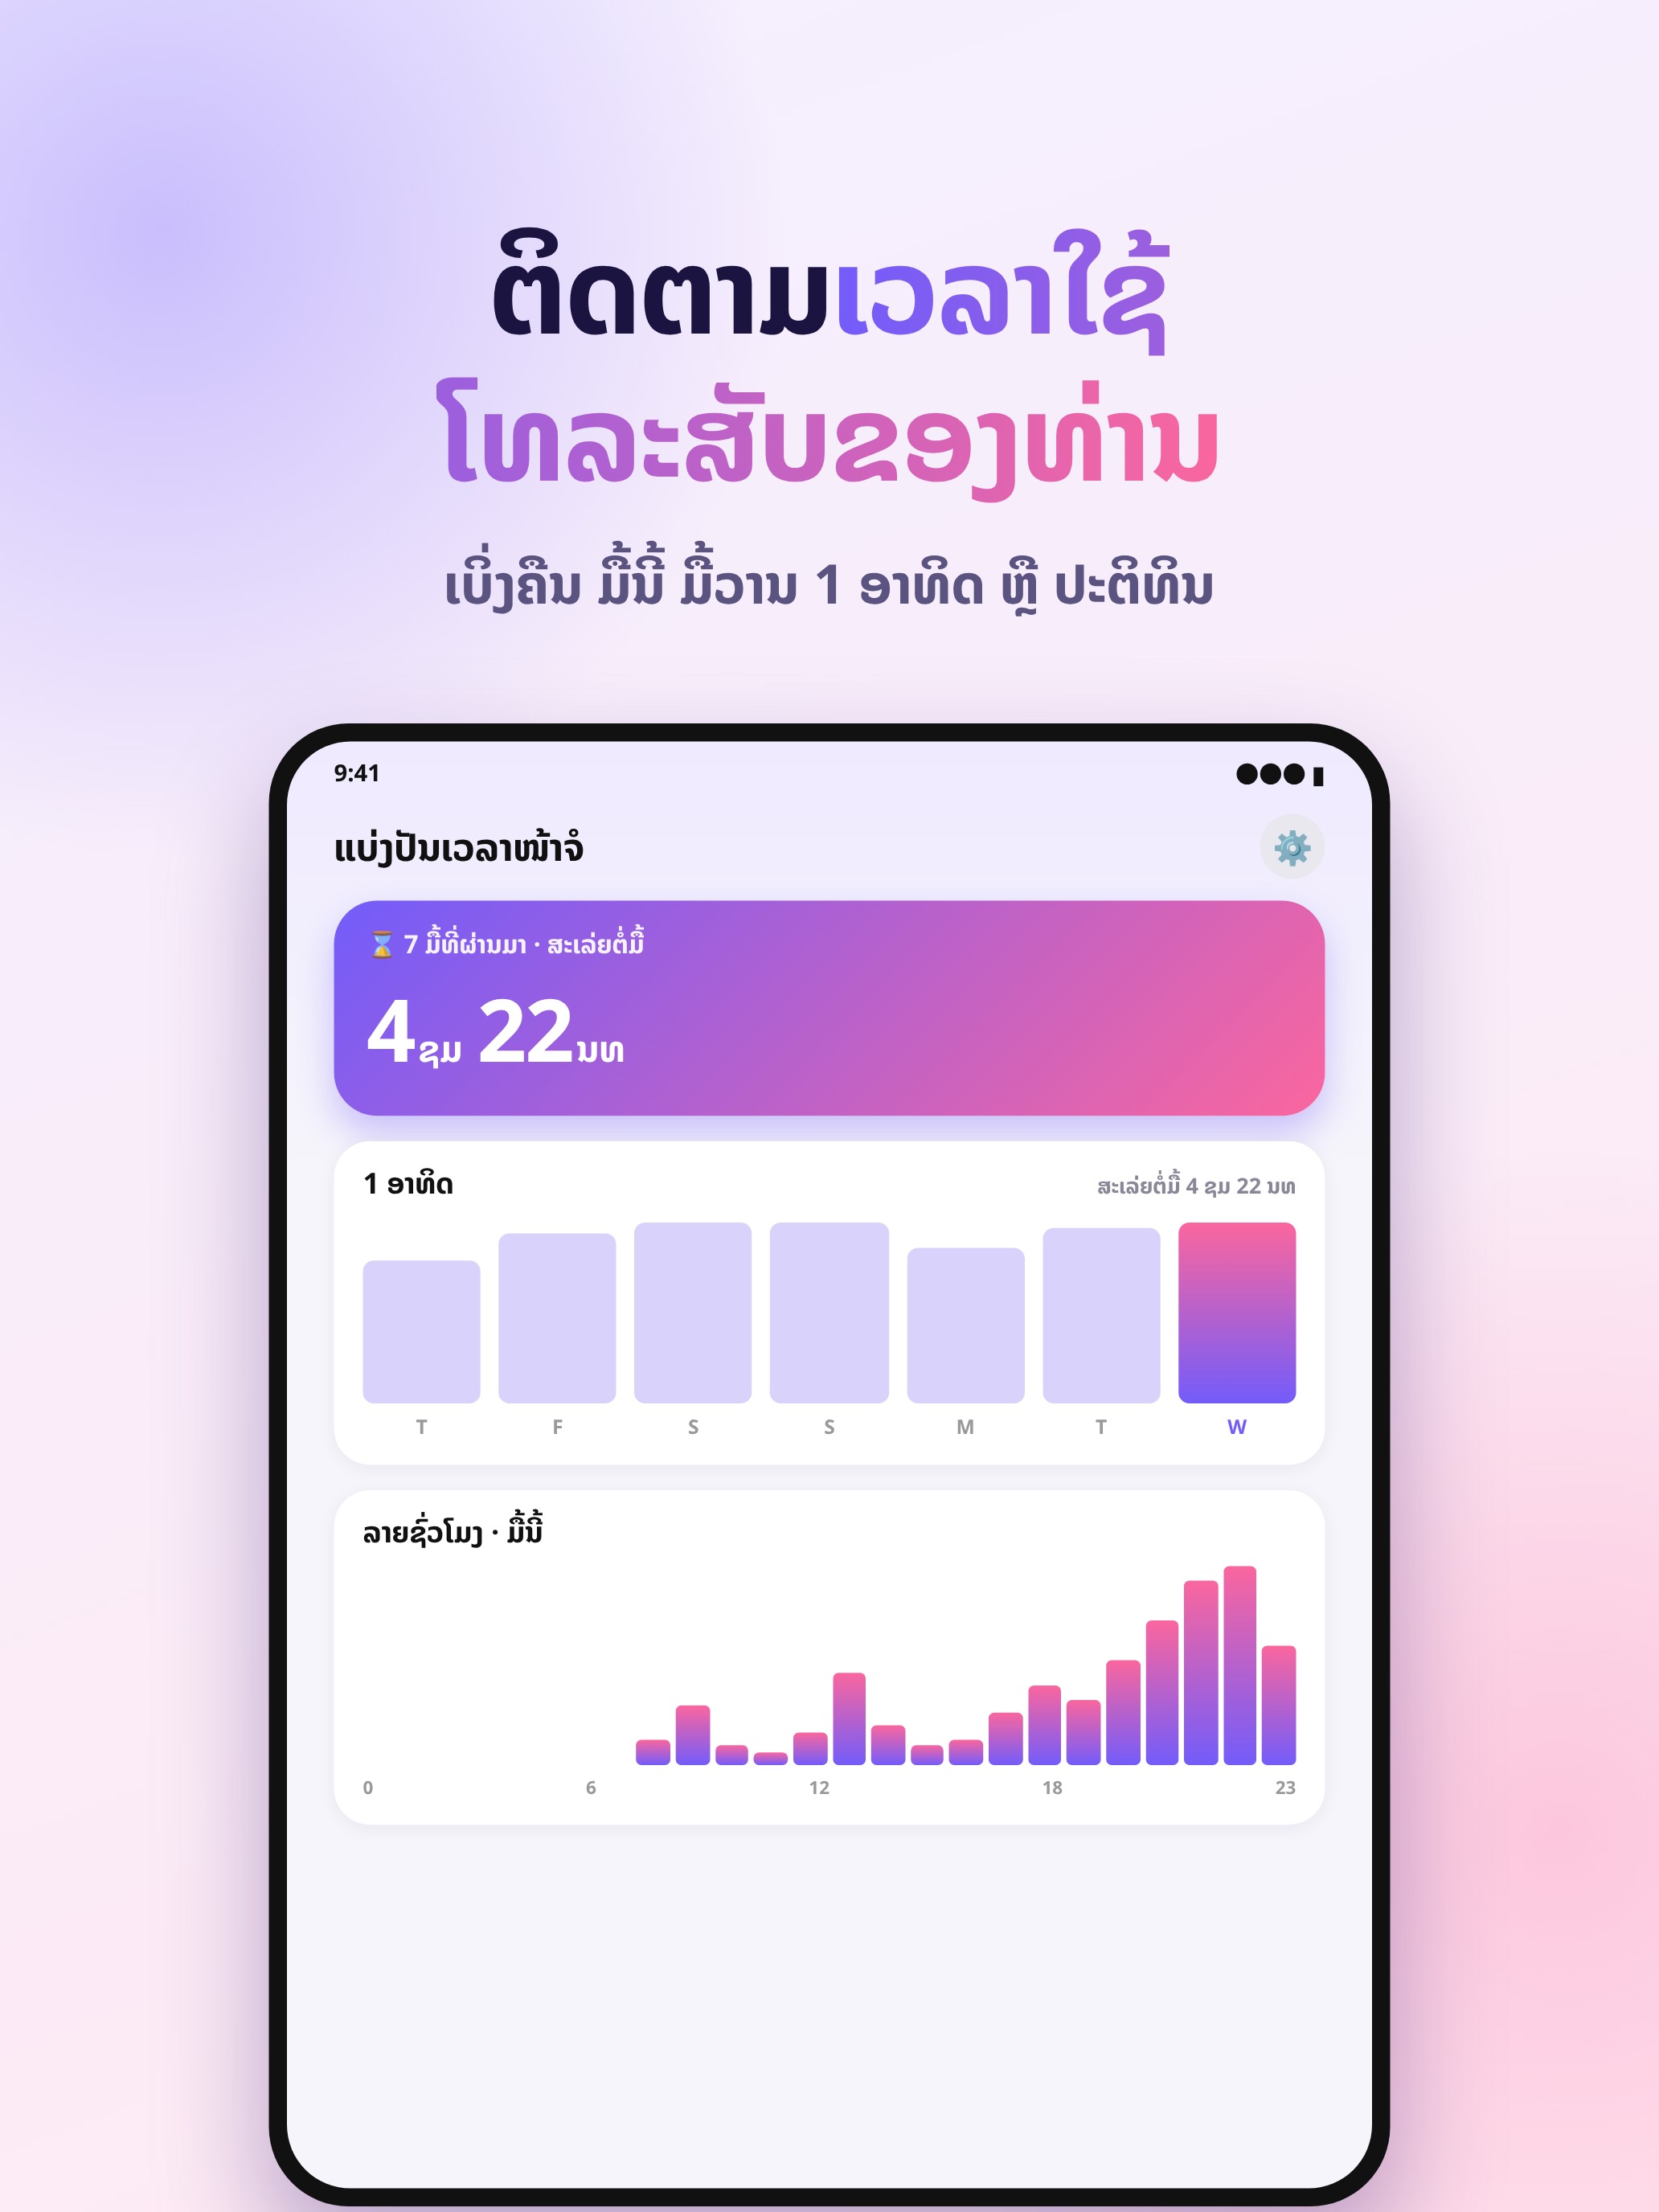 ຕິດຕາມເວລາໃຊ້
ໂທລະສັບຂອງທ່ານ
ເບິ່ງຄືນ ມື້ນີ້ ມື້ວານ 1 ອາທິດ ຫຼື ປະຕິທິນ
9:41
ແບ່ງປັນເວລາໜ້າຈໍ
7 ມື້ທີ່ຜ່ານມາ · ສະເລ່ຍຕໍ່ມື້
4ຊມ 22ນທ
1 ອາທິດ
ສະເລ່ຍຕໍ່ມື້ 4 ຊມ 22 ນທ
T F S S M T W
ລາຍຊົ່ວໂມງ · ມື້ນີ້
0 6 12 18 23